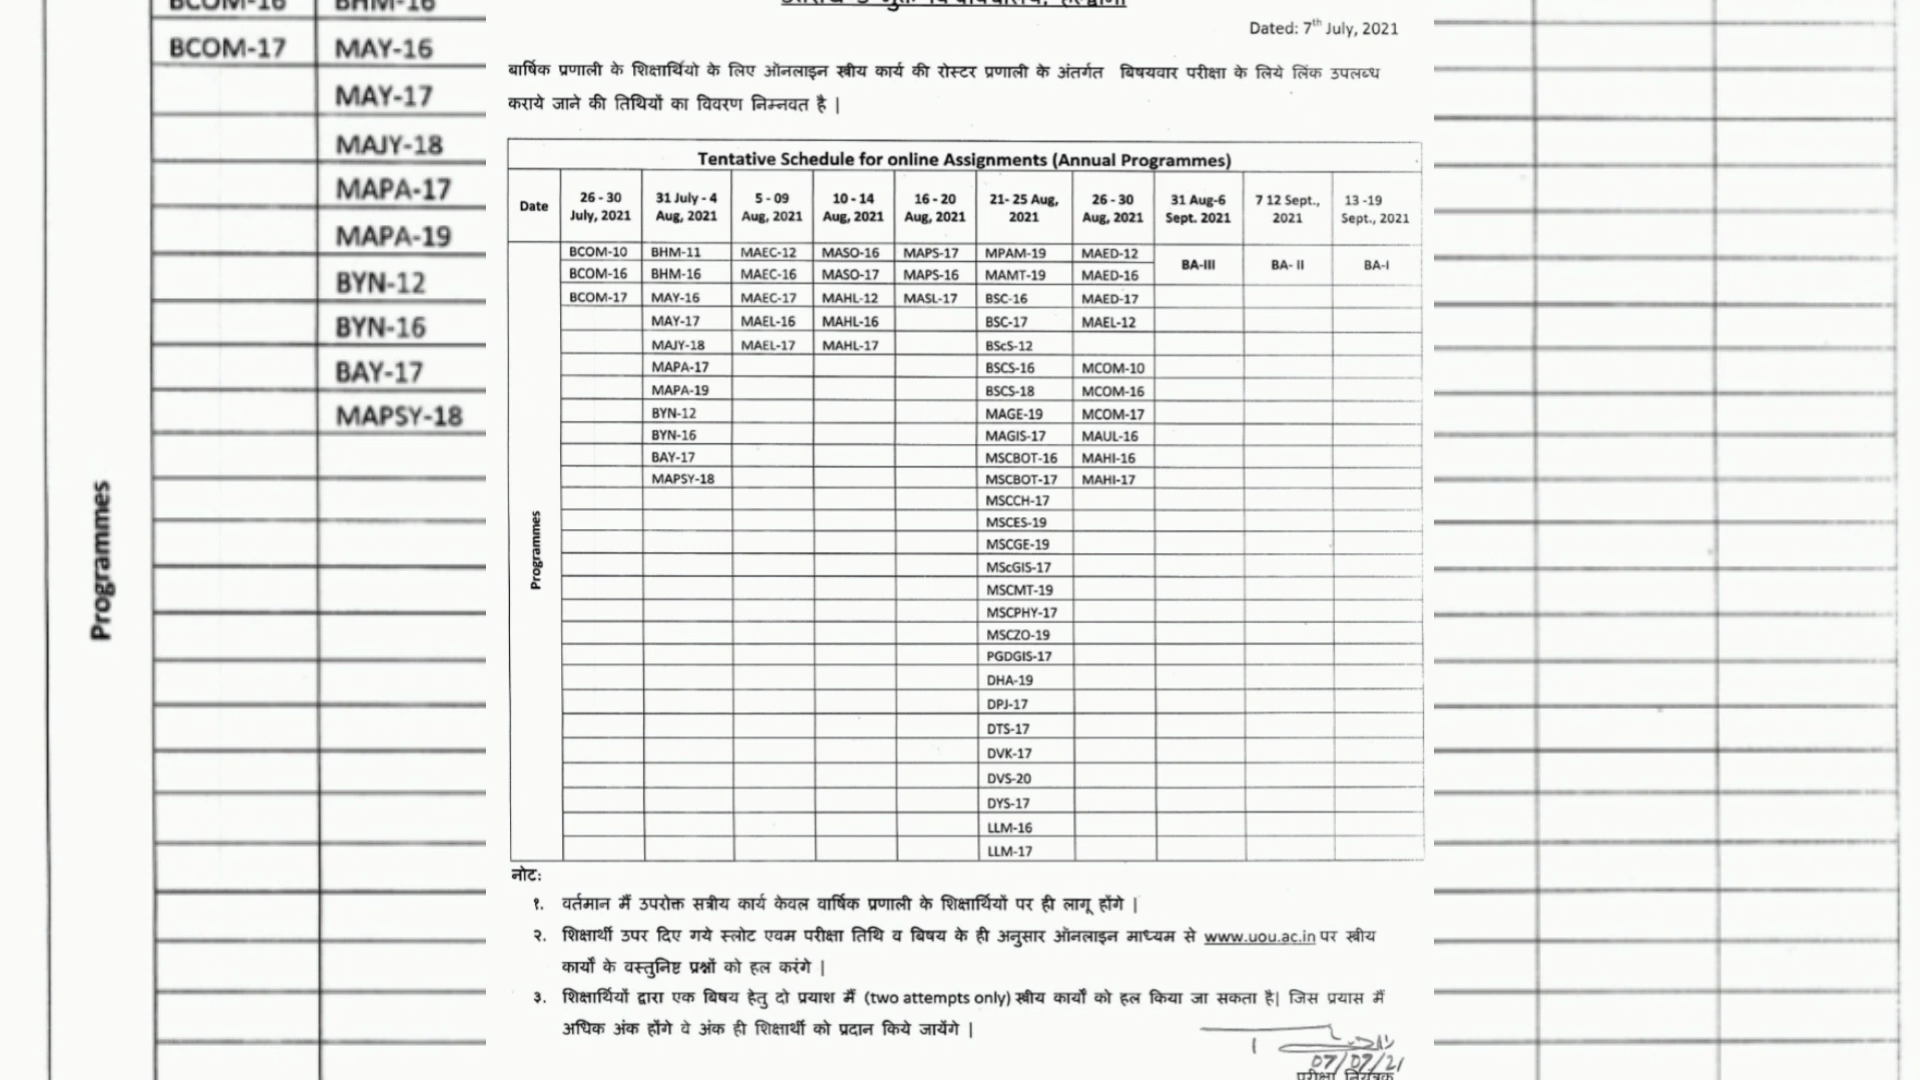 BCOM-16 BHM-16
BCOM-17 MAY-16
MAY-17
MAJY-18
MAPA-17
MAPA-19
BYN-12
BYN-16
BAY-17
MAPSY-18
Programmes
Dated: 7th July, 2021
बार्षिक प्रणाली के शिक्षार्थियो के लिए ऑनलाइन स्त्रीय कार्य की रोस्टर प्रणाली के अंतर्गत बिषयवार परीक्षा के लिये लिंक उपलब्ध
कराये जाने की तिथियों का विवरण निम्नवत है |
Tentative Schedule for online Assignments (Annual Programmes)
Date 26 - 30 July, 2021 31 July - 4 Aug, 2021 5 - 09 Aug, 2021 10 - 14 Aug, 2021 16 - 20 Aug, 2021 21- 25 Aug, 2021 26 - 30 Aug, 2021 31 Aug-6 Sept. 2021 7 12 Sept., 2021 13 -19 Sept., 2021
Programmes
BCOM-10 BHM-11 MAEC-12 MASO-16 MAPS-17 MPAM-19 MAED-12 BA-III BA- II BA-I
BCOM-16 BHM-16 MAEC-16 MASO-17 MAPS-16 MAMT-19 MAED-16
BCOM-17 MAY-16 MAEC-17 MAHL-12 MASL-17 BSC-16 MAED-17
MAY-17 MAEL-16 MAHL-16 BSC-17 MAEL-12
MAJY-18 MAEL-17 MAHL-17 BScS-12
MAPA-17 BSCS-16 MCOM-10
MAPA-19 BSCS-18 MCOM-16
BYN-12 MAGE-19 MCOM-17
BYN-16 MAGIS-17 MAUL-16
BAY-17 MSCBOT-16 MAHI-16
MAPSY-18 MSCBOT-17 MAHI-17
MSCCH-17
MSCES-19
MSCGE-19
MScGIS-17
MSCMT-19
MSCPHY-17
MSCZO-19
PGDGIS-17
DHA-19
DPJ-17
DTS-17
DVK-17
DVS-20
DYS-17
LLM-16
LLM-17
नोट:
१. वर्तमान मैं उपरोक्त सत्रीय कार्य केवल वार्षिक प्रणाली के शिक्षार्थियों पर ही लागू होंगे |
२. शिक्षार्थी उपर दिए गये स्लोट एवम परीक्षा तिथि व बिषय के ही अनुसार ऑनलाइन माध्यम से www.uou.ac.in पर स्त्रीय
कार्यों के वस्तुनिष्ट प्रश्नों को हल करंगे |
३. शिक्षार्थियों द्वारा एक बिषय हेतु दो प्रयाश मैं (two attempts only) स्त्रीय कार्यों को हल किया जा सकता है| जिस प्रयास मैं
अधिक अंक होंगे वे अंक ही शिक्षार्थी को प्रदान किये जायेंगे |
07/07/21
परीक्षा नियंत्रक